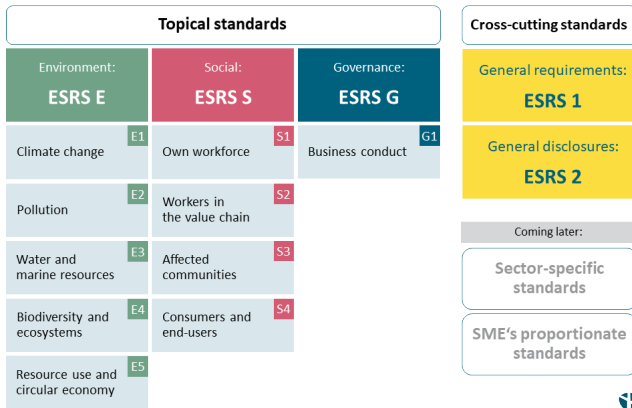 Topical standards
Environment:
ESRS E
Social:
ESRS S
Governance:
ESRS G
E1
Climate change
S1
Own workforce
G1
Business conduct
E2
Pollution
S2
Workers in
the value chain
E3
Water and
marine resources
S3
Affected
communities
E4
Biodiversity and
ecosystems
S4
Consumers and
end-users
E5
Resource use and
circular economy
Cross-cutting standards
General requirements:
ESRS 1
General disclosures:
ESRS 2
Coming later:
Sector-specific
standards
SME‘s proportionate
standards